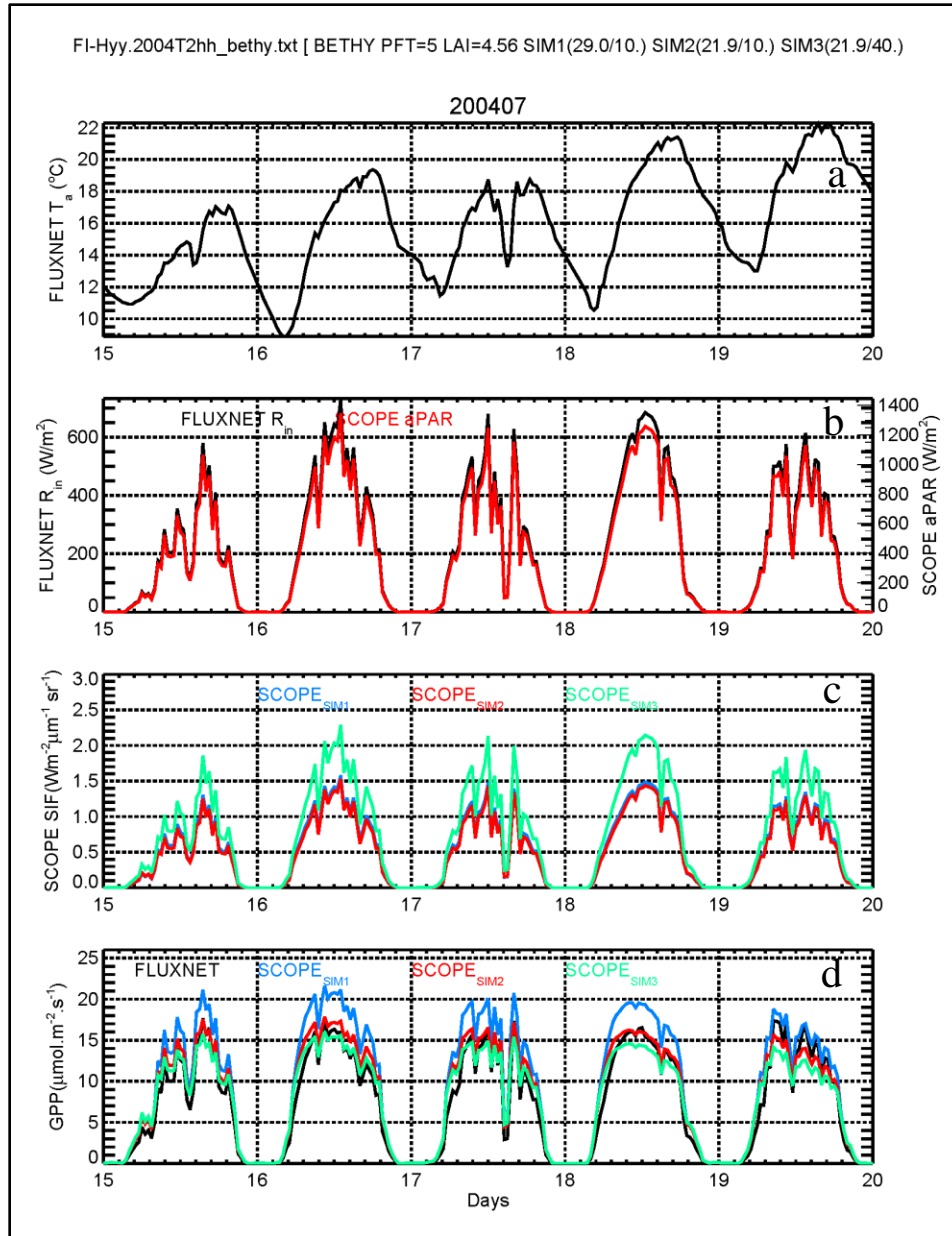 FI-Hyy.2004T2hh_bethy.txt [ BETHY PFT=5 LAI=4.56 SIM1(29.0/10.) SIM2(21.9/10.) SIM3(21.9/40.)
200407
FLUXNET Ta (oC)
22
20
18
16
14
12
10
a
15 16 17 18 19 20
FLUXNET Rin (W/m2)
600
400
200
0
FLUXNET Rin SCOPE aPAR
b
1400
1200
1000
800
600
400
200
0
SCOPE aPAR (W/m2)
15 16 17 18 19 20
SCOPE SIF(Wm-2μm-1 sr-1)
3.0
2.5
2.0
1.5
1.0
0.5
0.0
SCOPESIM1 SCOPESIM2 SCOPESIM3
c
15 16 17 18 19 20
GPP(μmol.m-2.s-1)
25
20
15
10
5
0
FLUXNET SCOPESIM1 SCOPESIM2 SCOPESIM3
d
15 16 17 18 19 20
Days